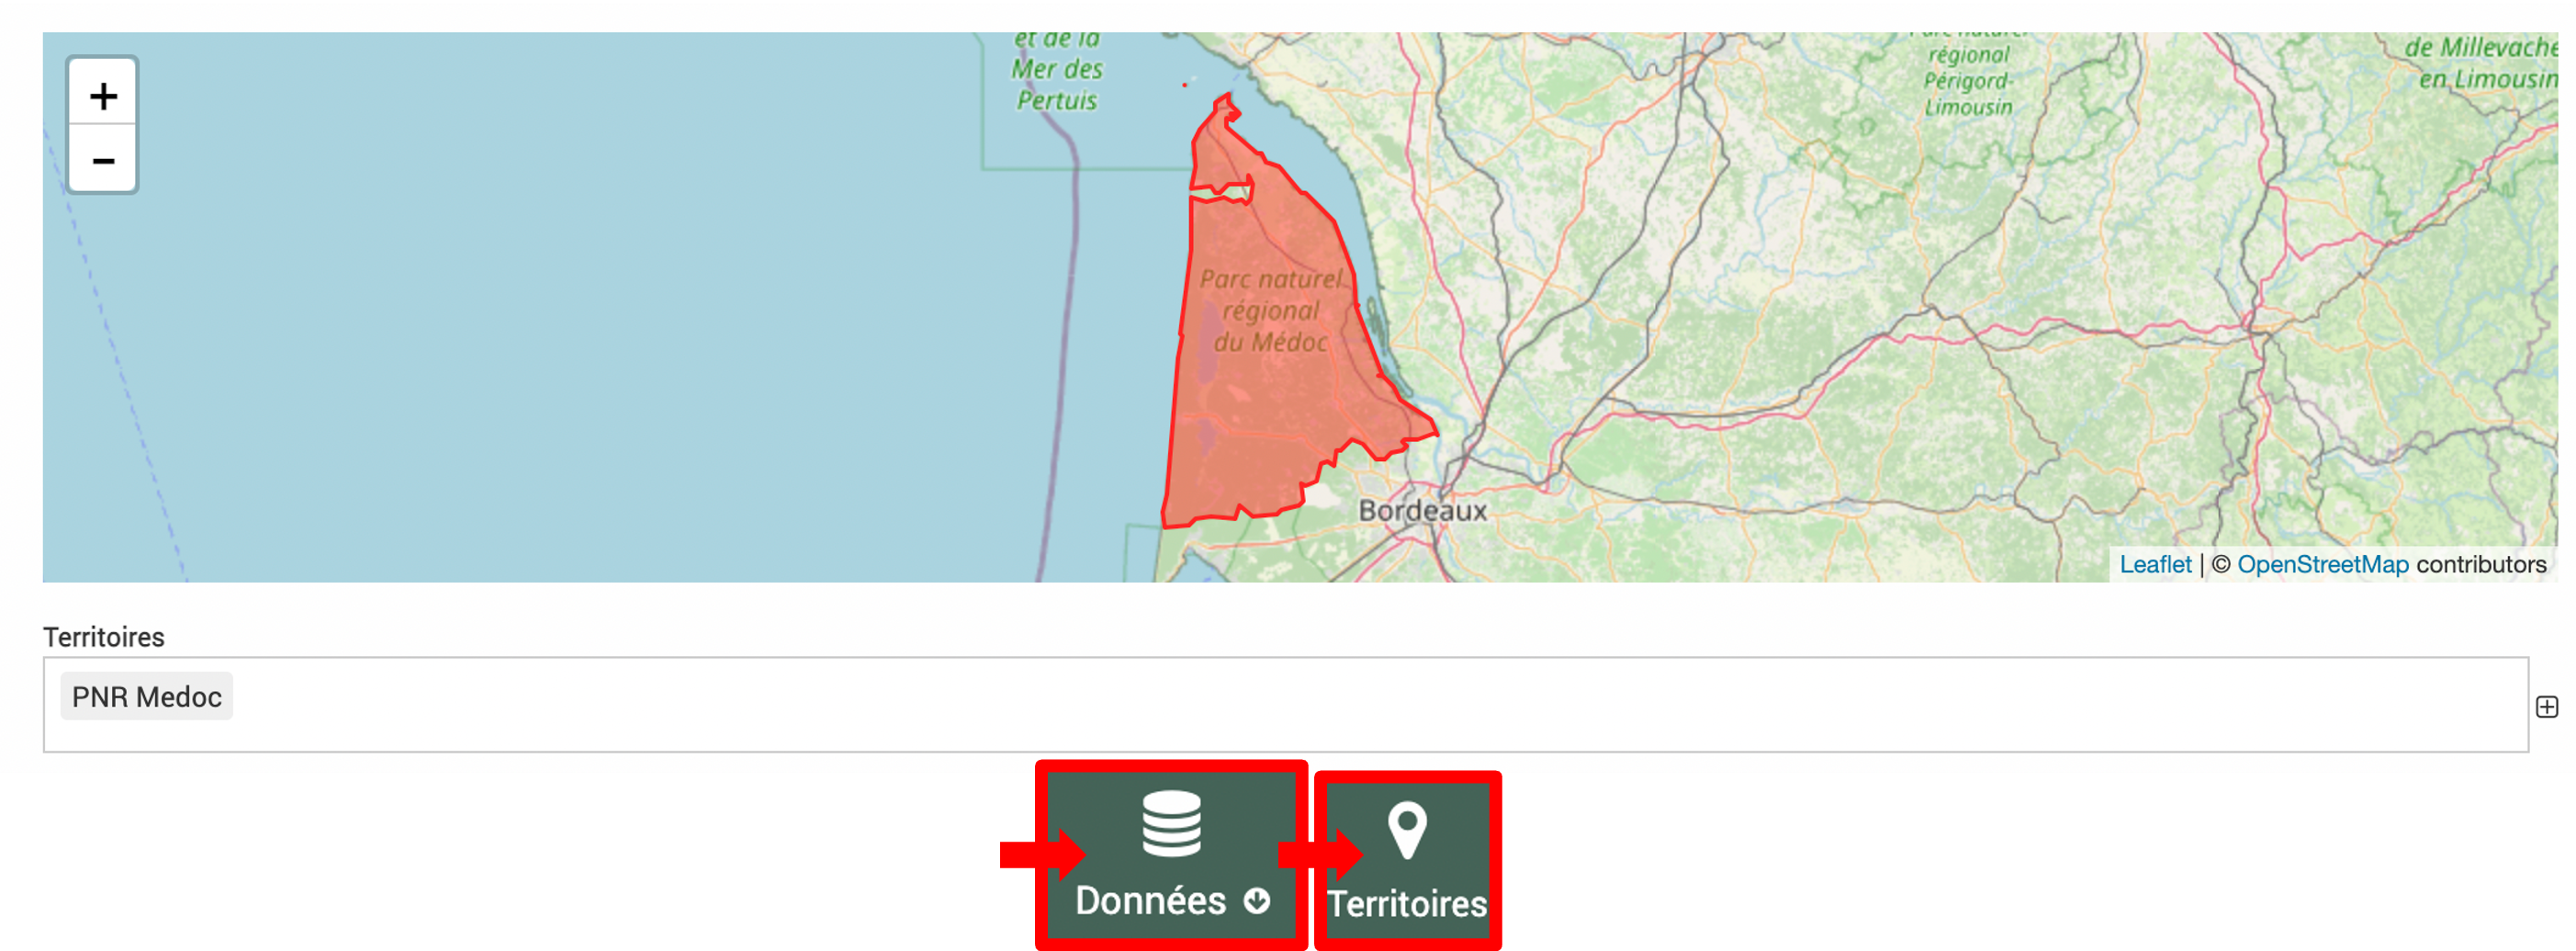 +
−
et de la
Mer des
Pertuis
Parc naturel
régional
Périgord-
Limousin
de Millevache
en Limousin
Parc naturel
régional
du Médoc
Bordeaux
Leaflet | © OpenStreetMap contributors
Territoires
PNR Medoc
Données
Territoires